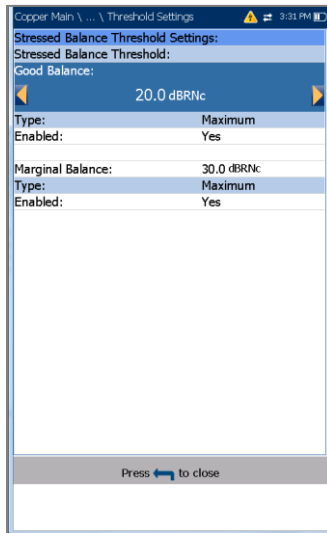 Copper Main \ ... \ Threshold Settings 3:31 PM
Stressed Balance Threshold Settings:
Stressed Balance Threshold:
Good Balance:
20.0 dBRNc
Type: Maximum
Enabled: Yes
Marginal Balance: 30.0 dBRNc
Type: Maximum
Enabled: Yes
Press to close